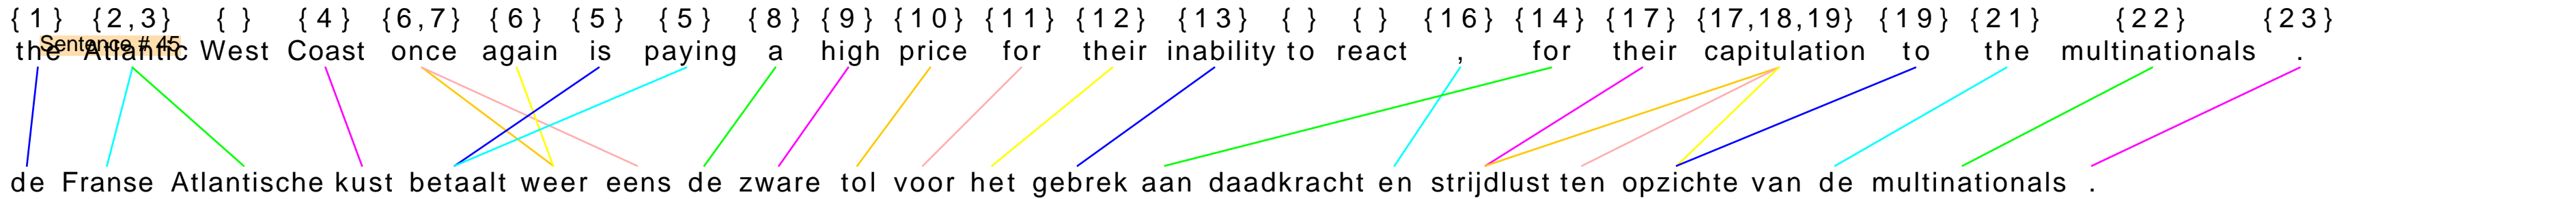 {1} {2,3} { } {4} {6,7} {6} {5} {5} {8} {9} {10} {11} {12} {13} { } { } {16} {14} {17} {17,18,19} {19} {21} {22} {23}
Sentence # 45
the Atlantic West Coast once again is paying a high price for their inability to react , for their capitulation to the multinationals .
de Franse Atlantische kust betaalt weer eens de zware tol voor het gebrek aan daadkracht en strijdlust ten opzichte van de multinationals .